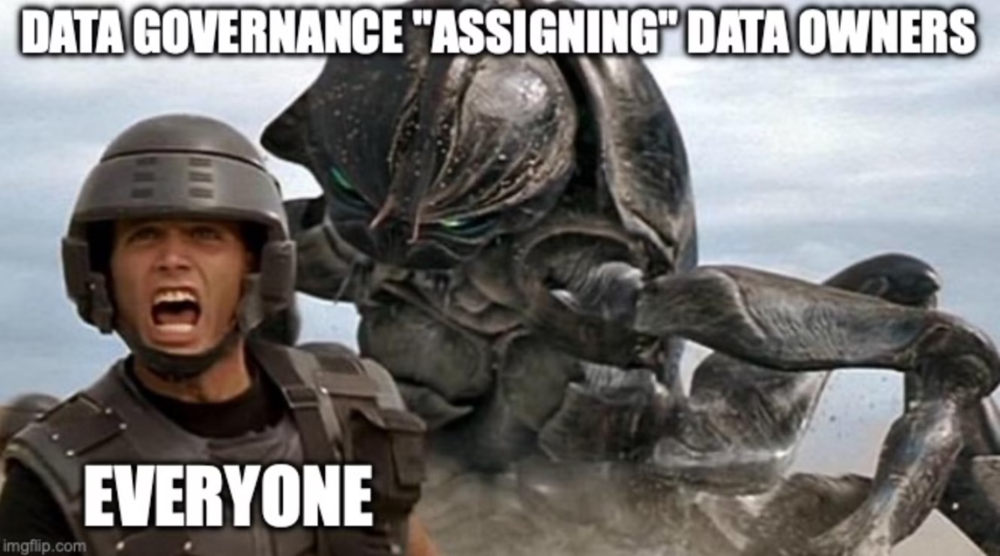 DATA GOVERNANCE "ASSIGNING" DATA OWNERS
EVERYONE
imgflip.com